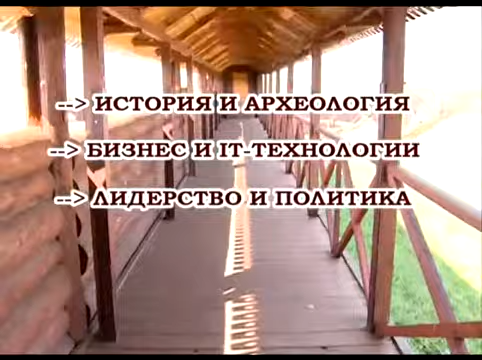 --> ИСТОРИЯ И АРХЕОЛОГИЯ
--> БИЗНЕС И IT-ТЕХНОЛОГИИ
--> ЛИДЕРСТВО И ПОЛИТИКА